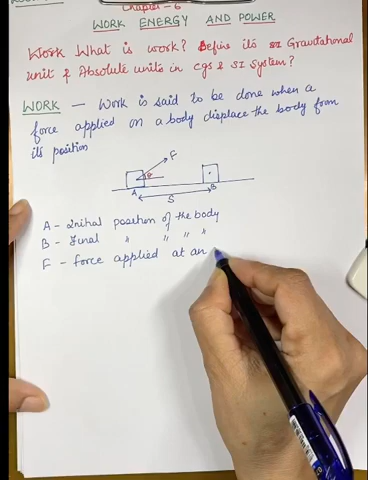 Chapter - 6
WORK ENERGY AND POWER
Work What is work? Define its SI Gravitational
unit & Absolute units in cgs & SI System?
WORK — Work is said to be done when a
force applied on a body displace the body from
its position
F
θ
A
B
S
A - Initial position of the body
B - Final " " " "
F - force applied at an